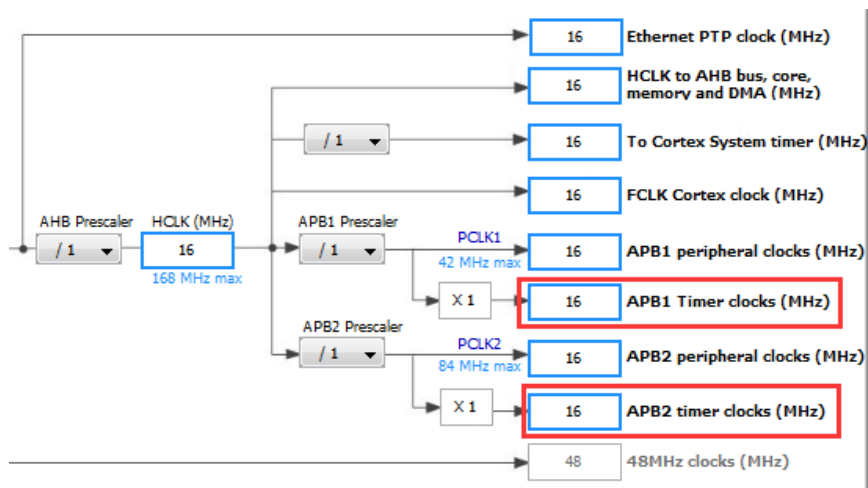 16 Ethernet PTP clock (MHz)
HCLK to AHB bus, core,
16 memory and DMA (MHz)
/ 1 16 To Cortex System timer (MHz)
16 FCLK Cortex clock (MHz)
AHB Prescaler HCLK (MHz) APB1 Prescaler
/ 1 16 / 1 PCLK1 16 APB1 peripheral clocks (MHz)
168 MHz max 42 MHz max
X 1 16 APB1 Timer clocks (MHz)
APB2 Prescaler
/ 1 PCLK2 16 APB2 peripheral clocks (MHz)
84 MHz max
X 1 16 APB2 timer clocks (MHz)
48 48MHz clocks (MHz)